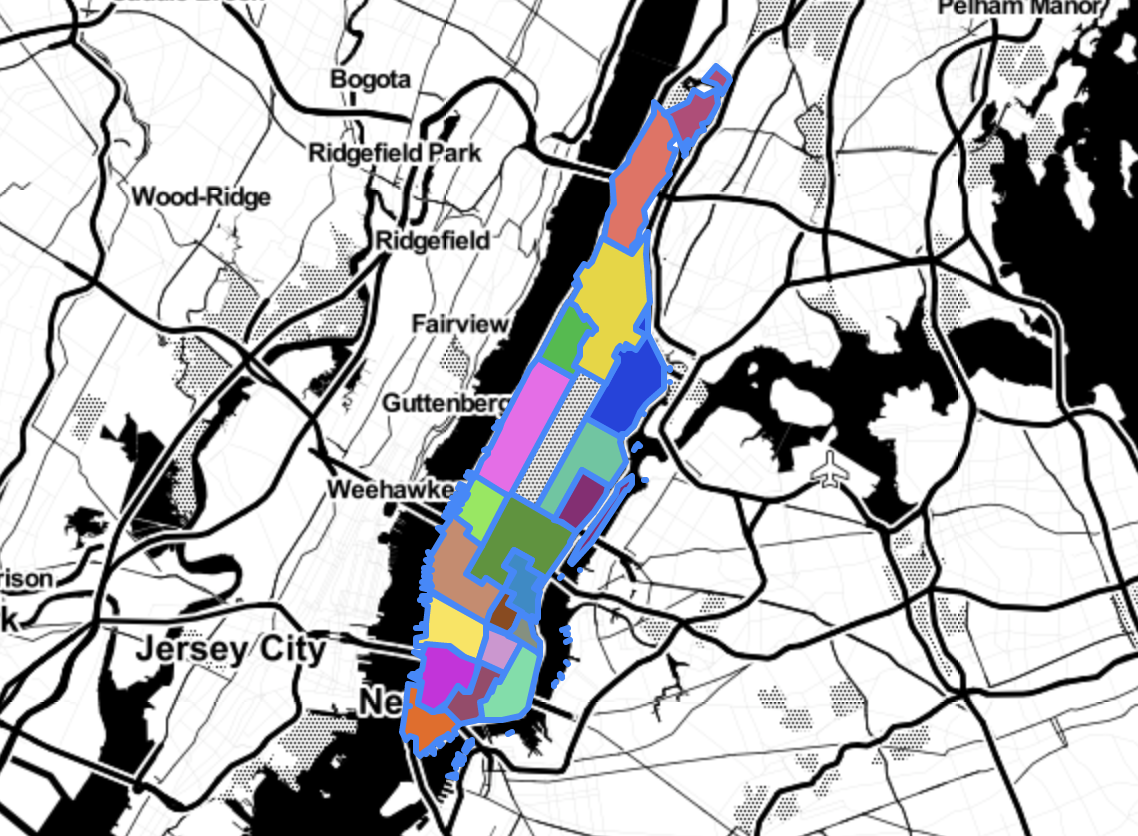 Pelham Manor
Bogota
Ridgefield Park
Wood-Ridge
Ridgefield
Fairview
Guttenberg
Weehawke
rison
k
Jersey City
Ne